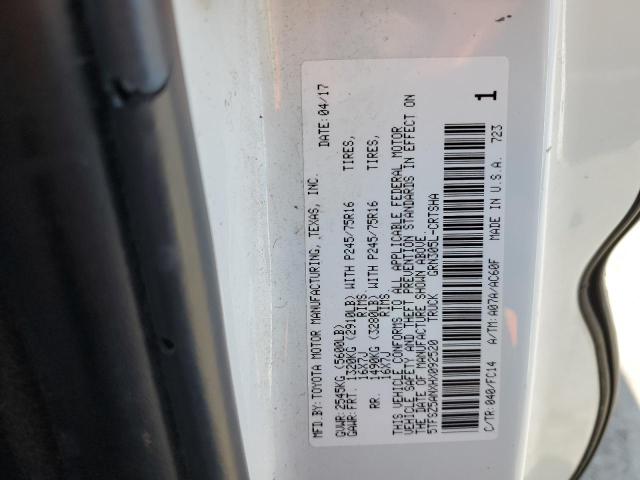 MFD.BY:TOYOTA MOTOR MANUFACTURING, TEXAS, INC. DATE: 04/17
GVWR:2545KG (5600LB)
GAWR:FRT. 1320KG (2910LB) WITH P245/75R16 TIRES,
16X7J RIMS
RR. 1490KG (3280LB) WITH P245/75R16 TIRES,
16X7J RIMS
THIS VEHICLE CONFORMS TO ALL APPLICABLE FEDERAL MOTOR
VEHICLE SAFETY AND THEFT PREVENTION STANDARDS IN EFFECT ON
THE DATE OF MANUFACTURE SHOWN ABOVE.
TRUCK GRN305L-CRTSHA
C/TR:040/FC14 A/TM:A07A/AC60F MADE IN U.S.A. 723
1